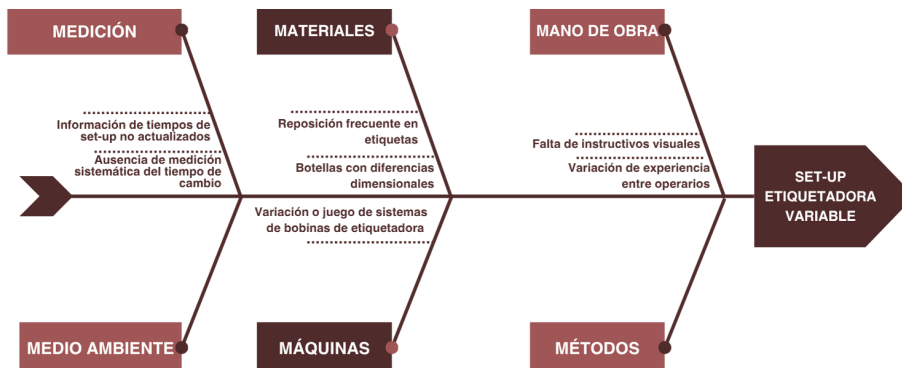 MEDICIÓN
MATERIALES
MANO DE OBRA
Información de tiempos de
set-up no actualizados
Ausencia de medición
sistemática del tiempo de
cambio
Reposición frecuente en
etiquetas
Botellas con diferencias
dimensionales
Falta de instructivos visuales
Variación de experiencia
entre operarios
SET-UP
ETIQUETADORA
VARIABLE
Variación o juego de sistemas
de bobinas de etiquetadora
MEDIO AMBIENTE
MÁQUINAS
MÉTODOS